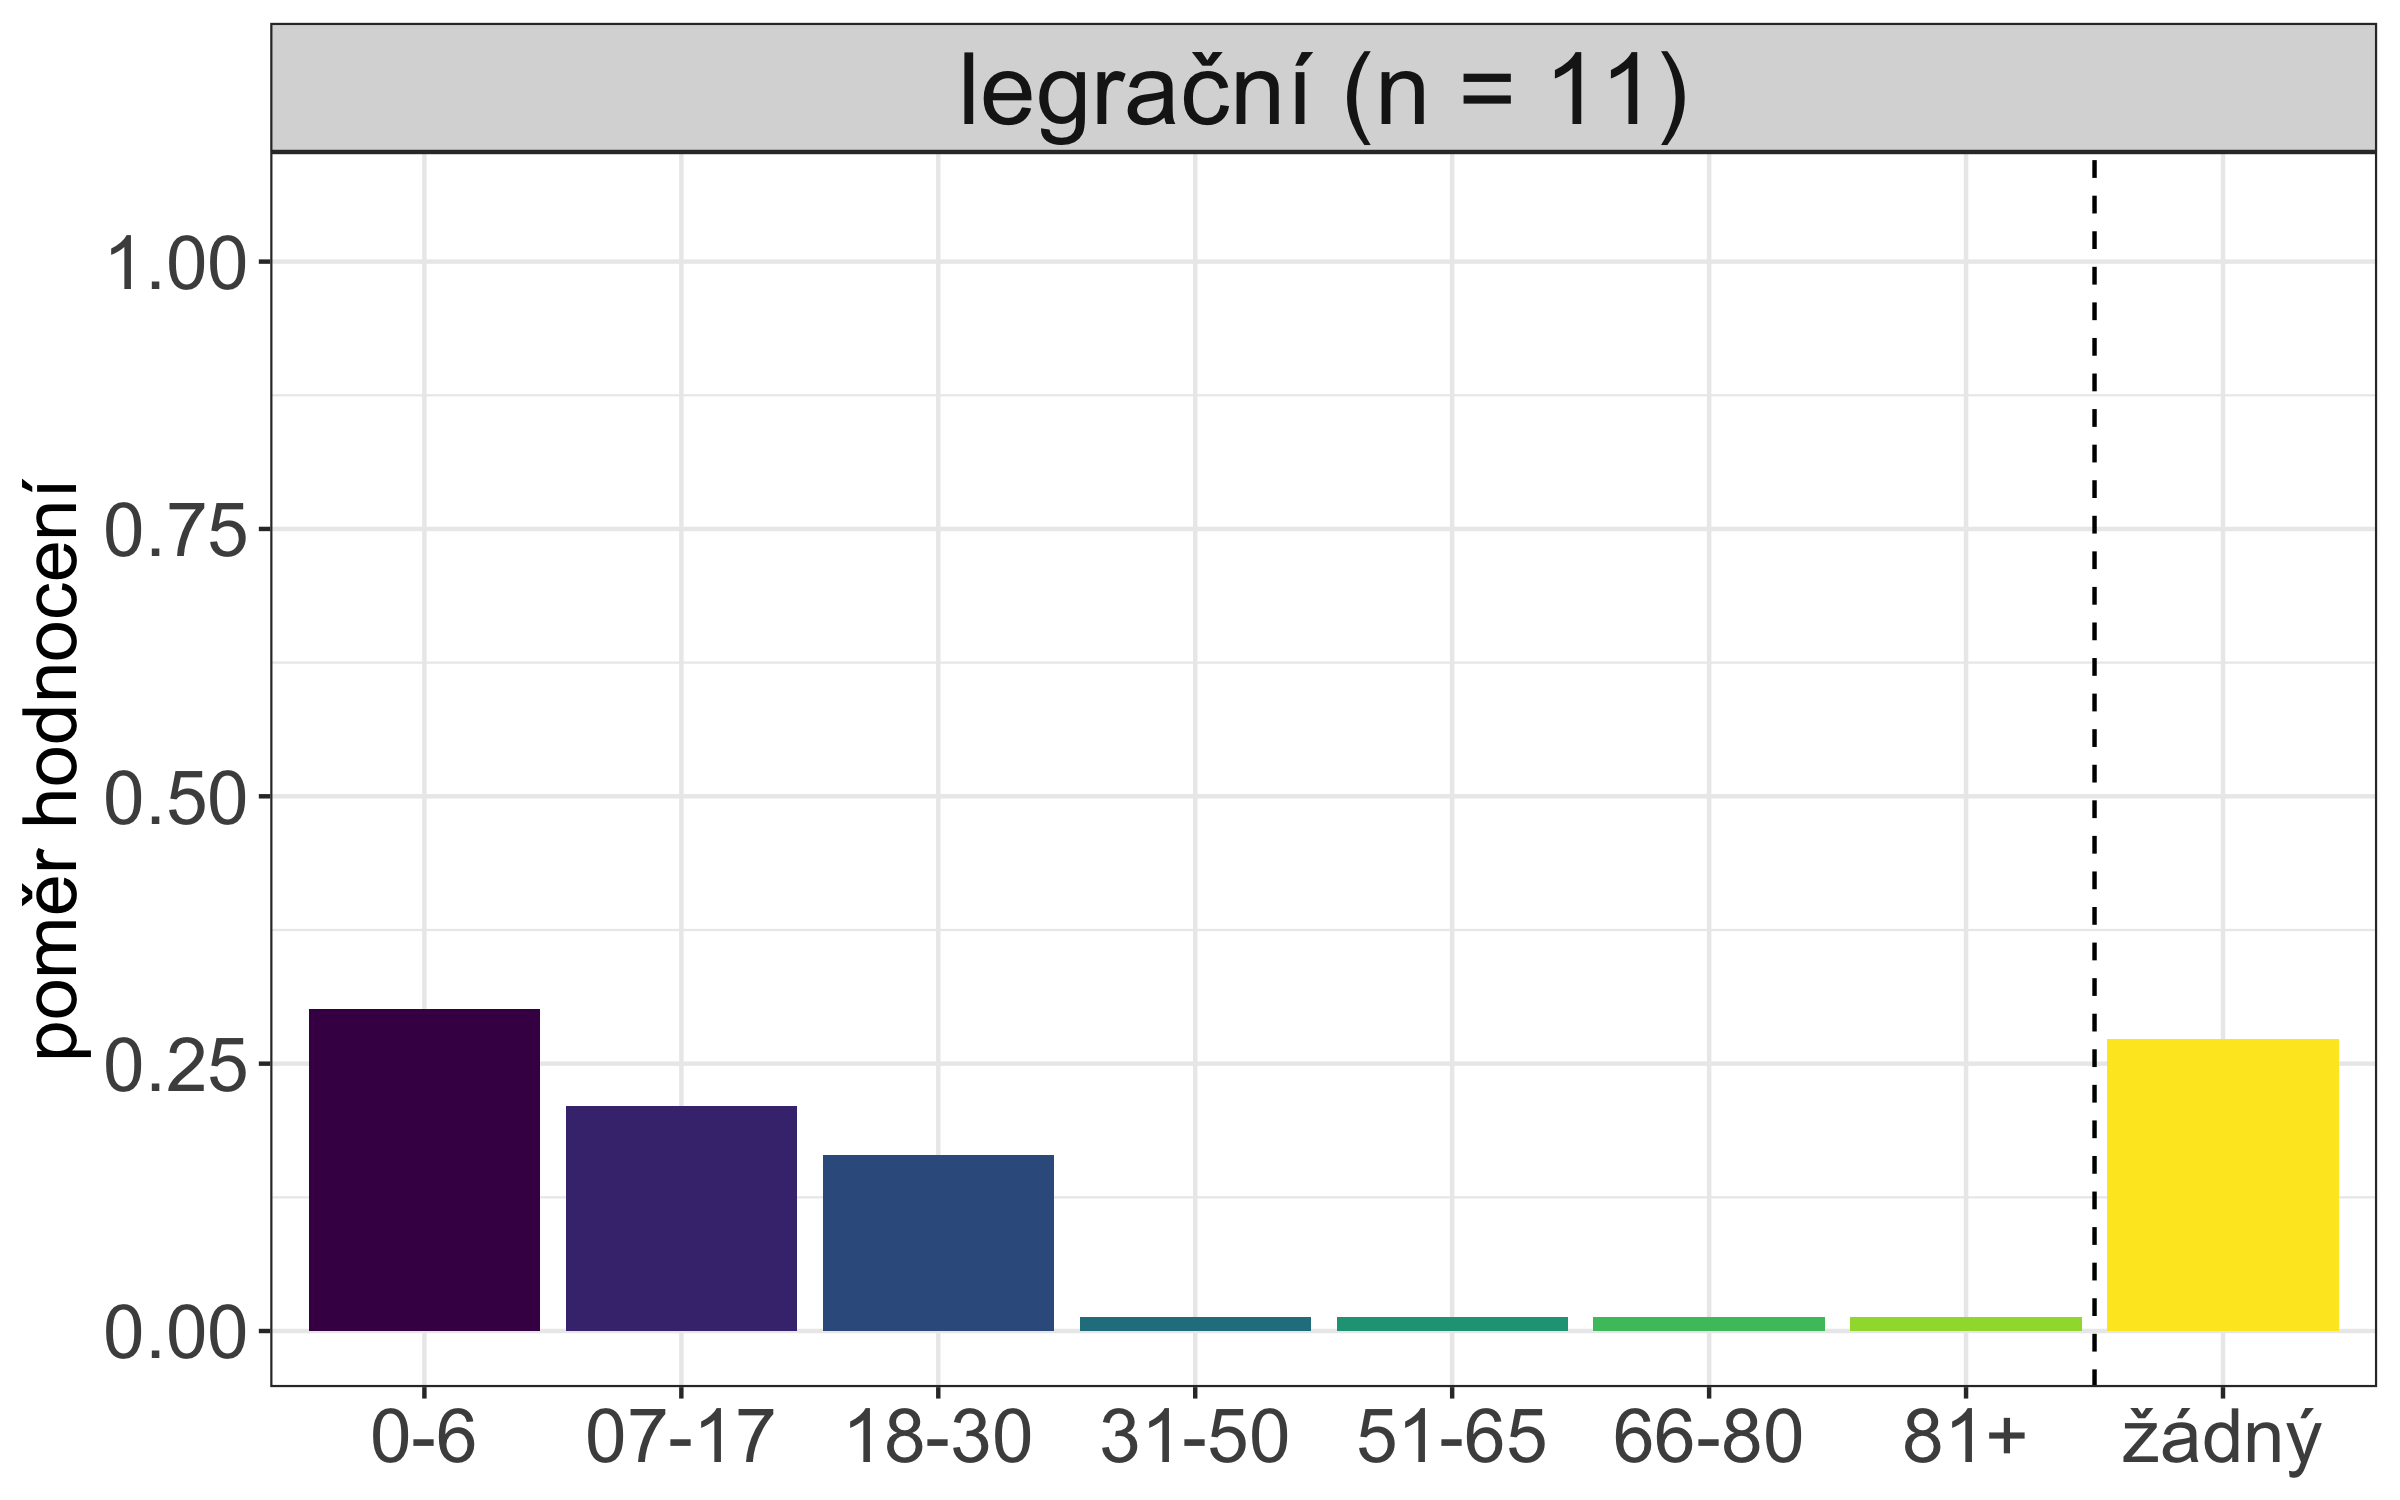 legrační (n = 11)
poměr hodnocení
1.00
0.75
0.50
0.25
0.00
0-6 07-17 18-30 31-50 51-65 66-80 81+ žádný